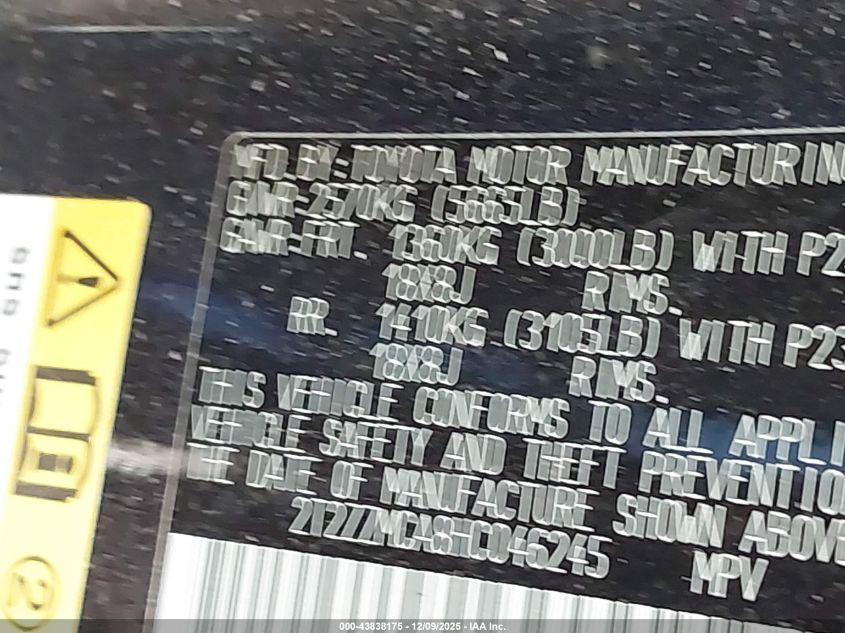 MFD.BY:TOYOTA MOTOR MANUFACTURING
GVWR-2570KG (5665LB)
GAWR-FRT. 1360KG (3000LB) WITH P2
18X8J RIMS.
RR. 1410KG (3105LB) WITH P23
18X8J RIMS.
THIS VEHICLE CONFORMS TO ALL APPLI
VEHICLE SAFETY AND THEFT PREVENTIO
THE DATE OF MANUFACTURE SHOWN ABOVE
2T2ZZMCA8HC046245 MPV
2
000-43838175 - 12/09/2025 - IAA Inc.